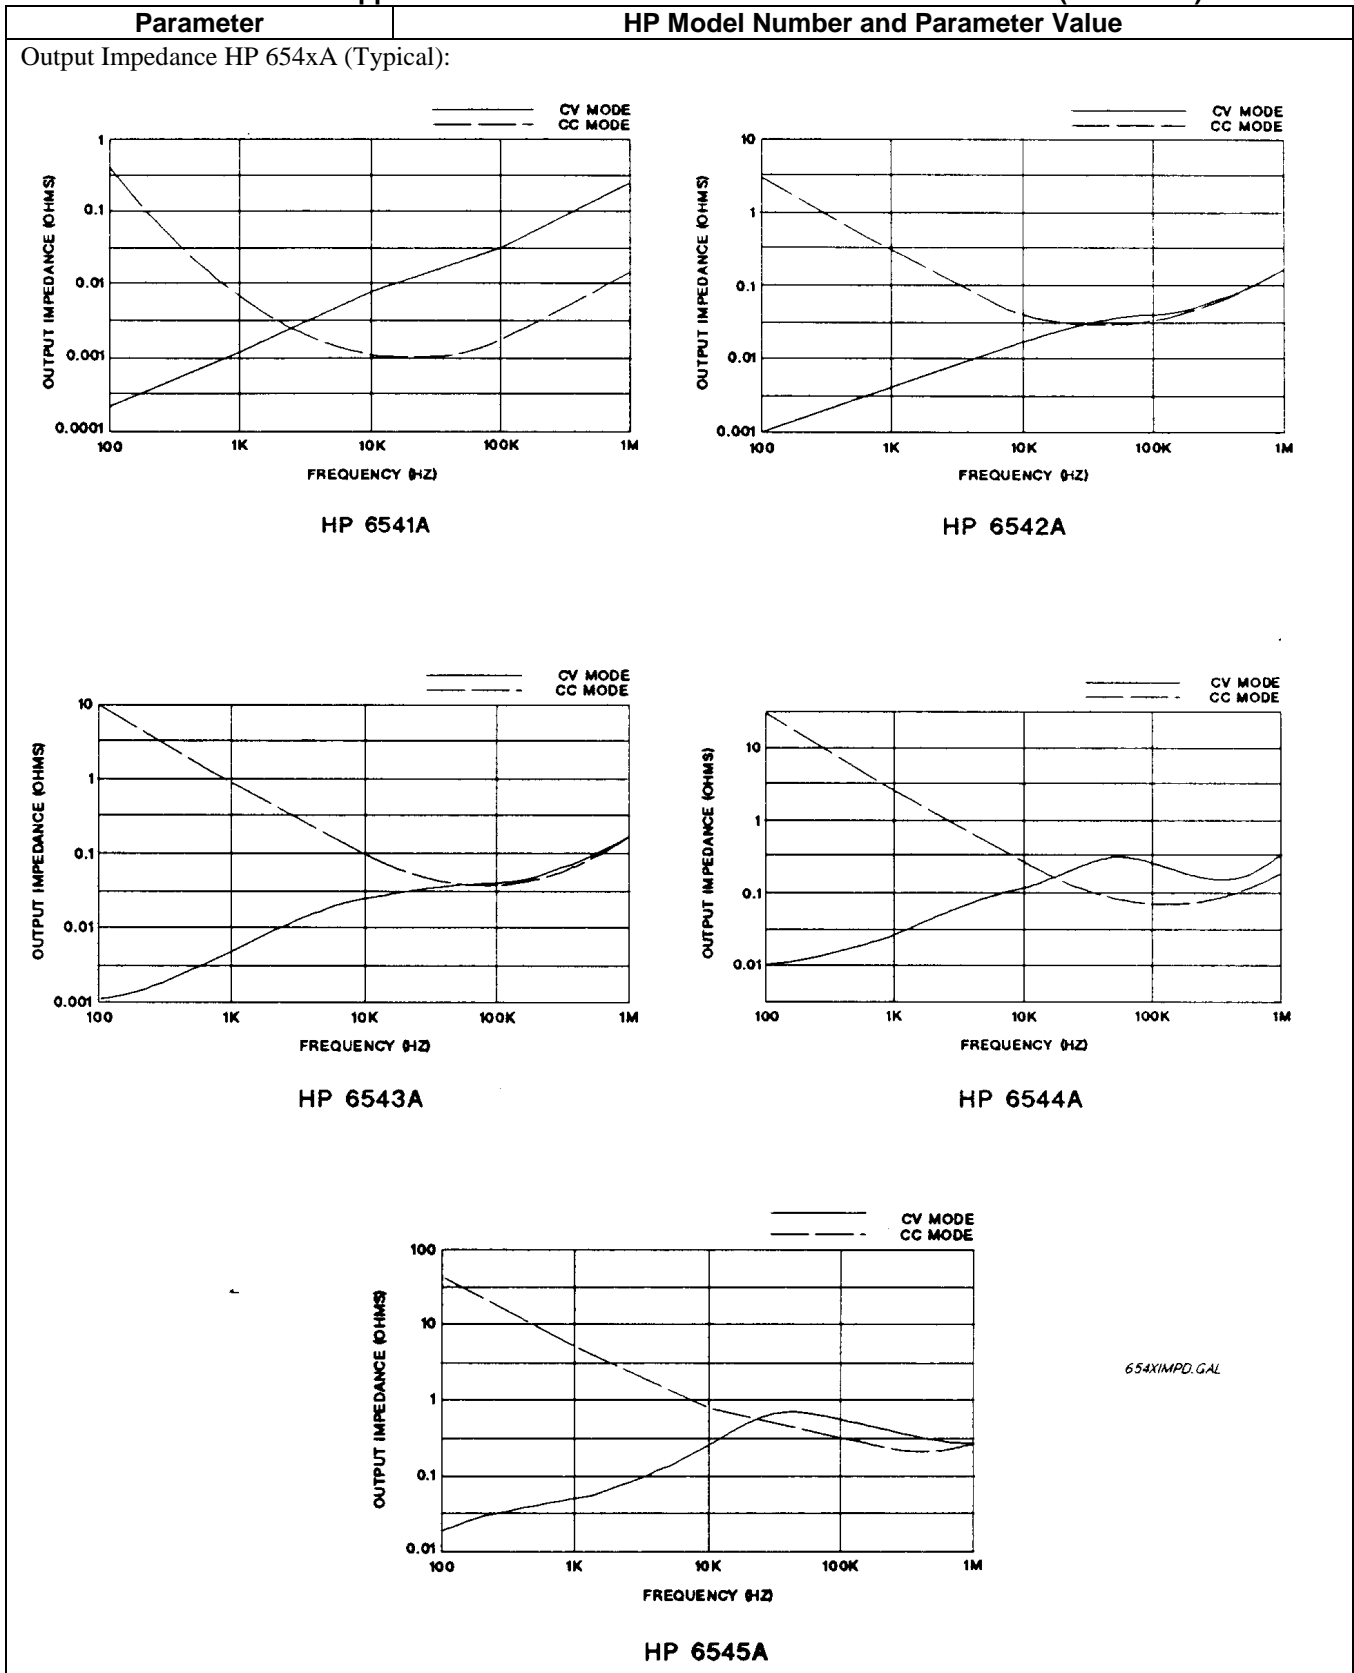 Parameter HP Model Number and Parameter Value
Output Impedance HP 654xA (Typical):
CV MODE
CC MODE
OUTPUT IMPEDANCE (OHMS)
1
0.1
0.01
0.001
0.0001
100 1K 10K 100K 1M
FREQUENCY (HZ)
HP 6541A
CV MODE
CC MODE
OUTPUT IMPEDANCE (OHMS)
10
1
0.1
0.01
0.001
100 1K 10K 100K 1M
FREQUENCY (HZ)
HP 6542A
CV MODE
CC MODE
OUTPUT IMPEDANCE (OHMS)
10
1
0.1
0.01
0.001
100 1K 10K 100K 1M
FREQUENCY (HZ)
HP 6543A
CV MODE
CC MODE
OUTPUT IMPEDANCE (OHMS)
10
1
0.1
0.01
100 1K 10K 100K 1M
FREQUENCY (HZ)
HP 6544A
CV MODE
CC MODE
OUTPUT IMPEDANCE (OHMS)
100
10
1
0.1
0.01
100 1K 10K 100K 1M
FREQUENCY (HZ)
654XIMPD.GAL
HP 6545A